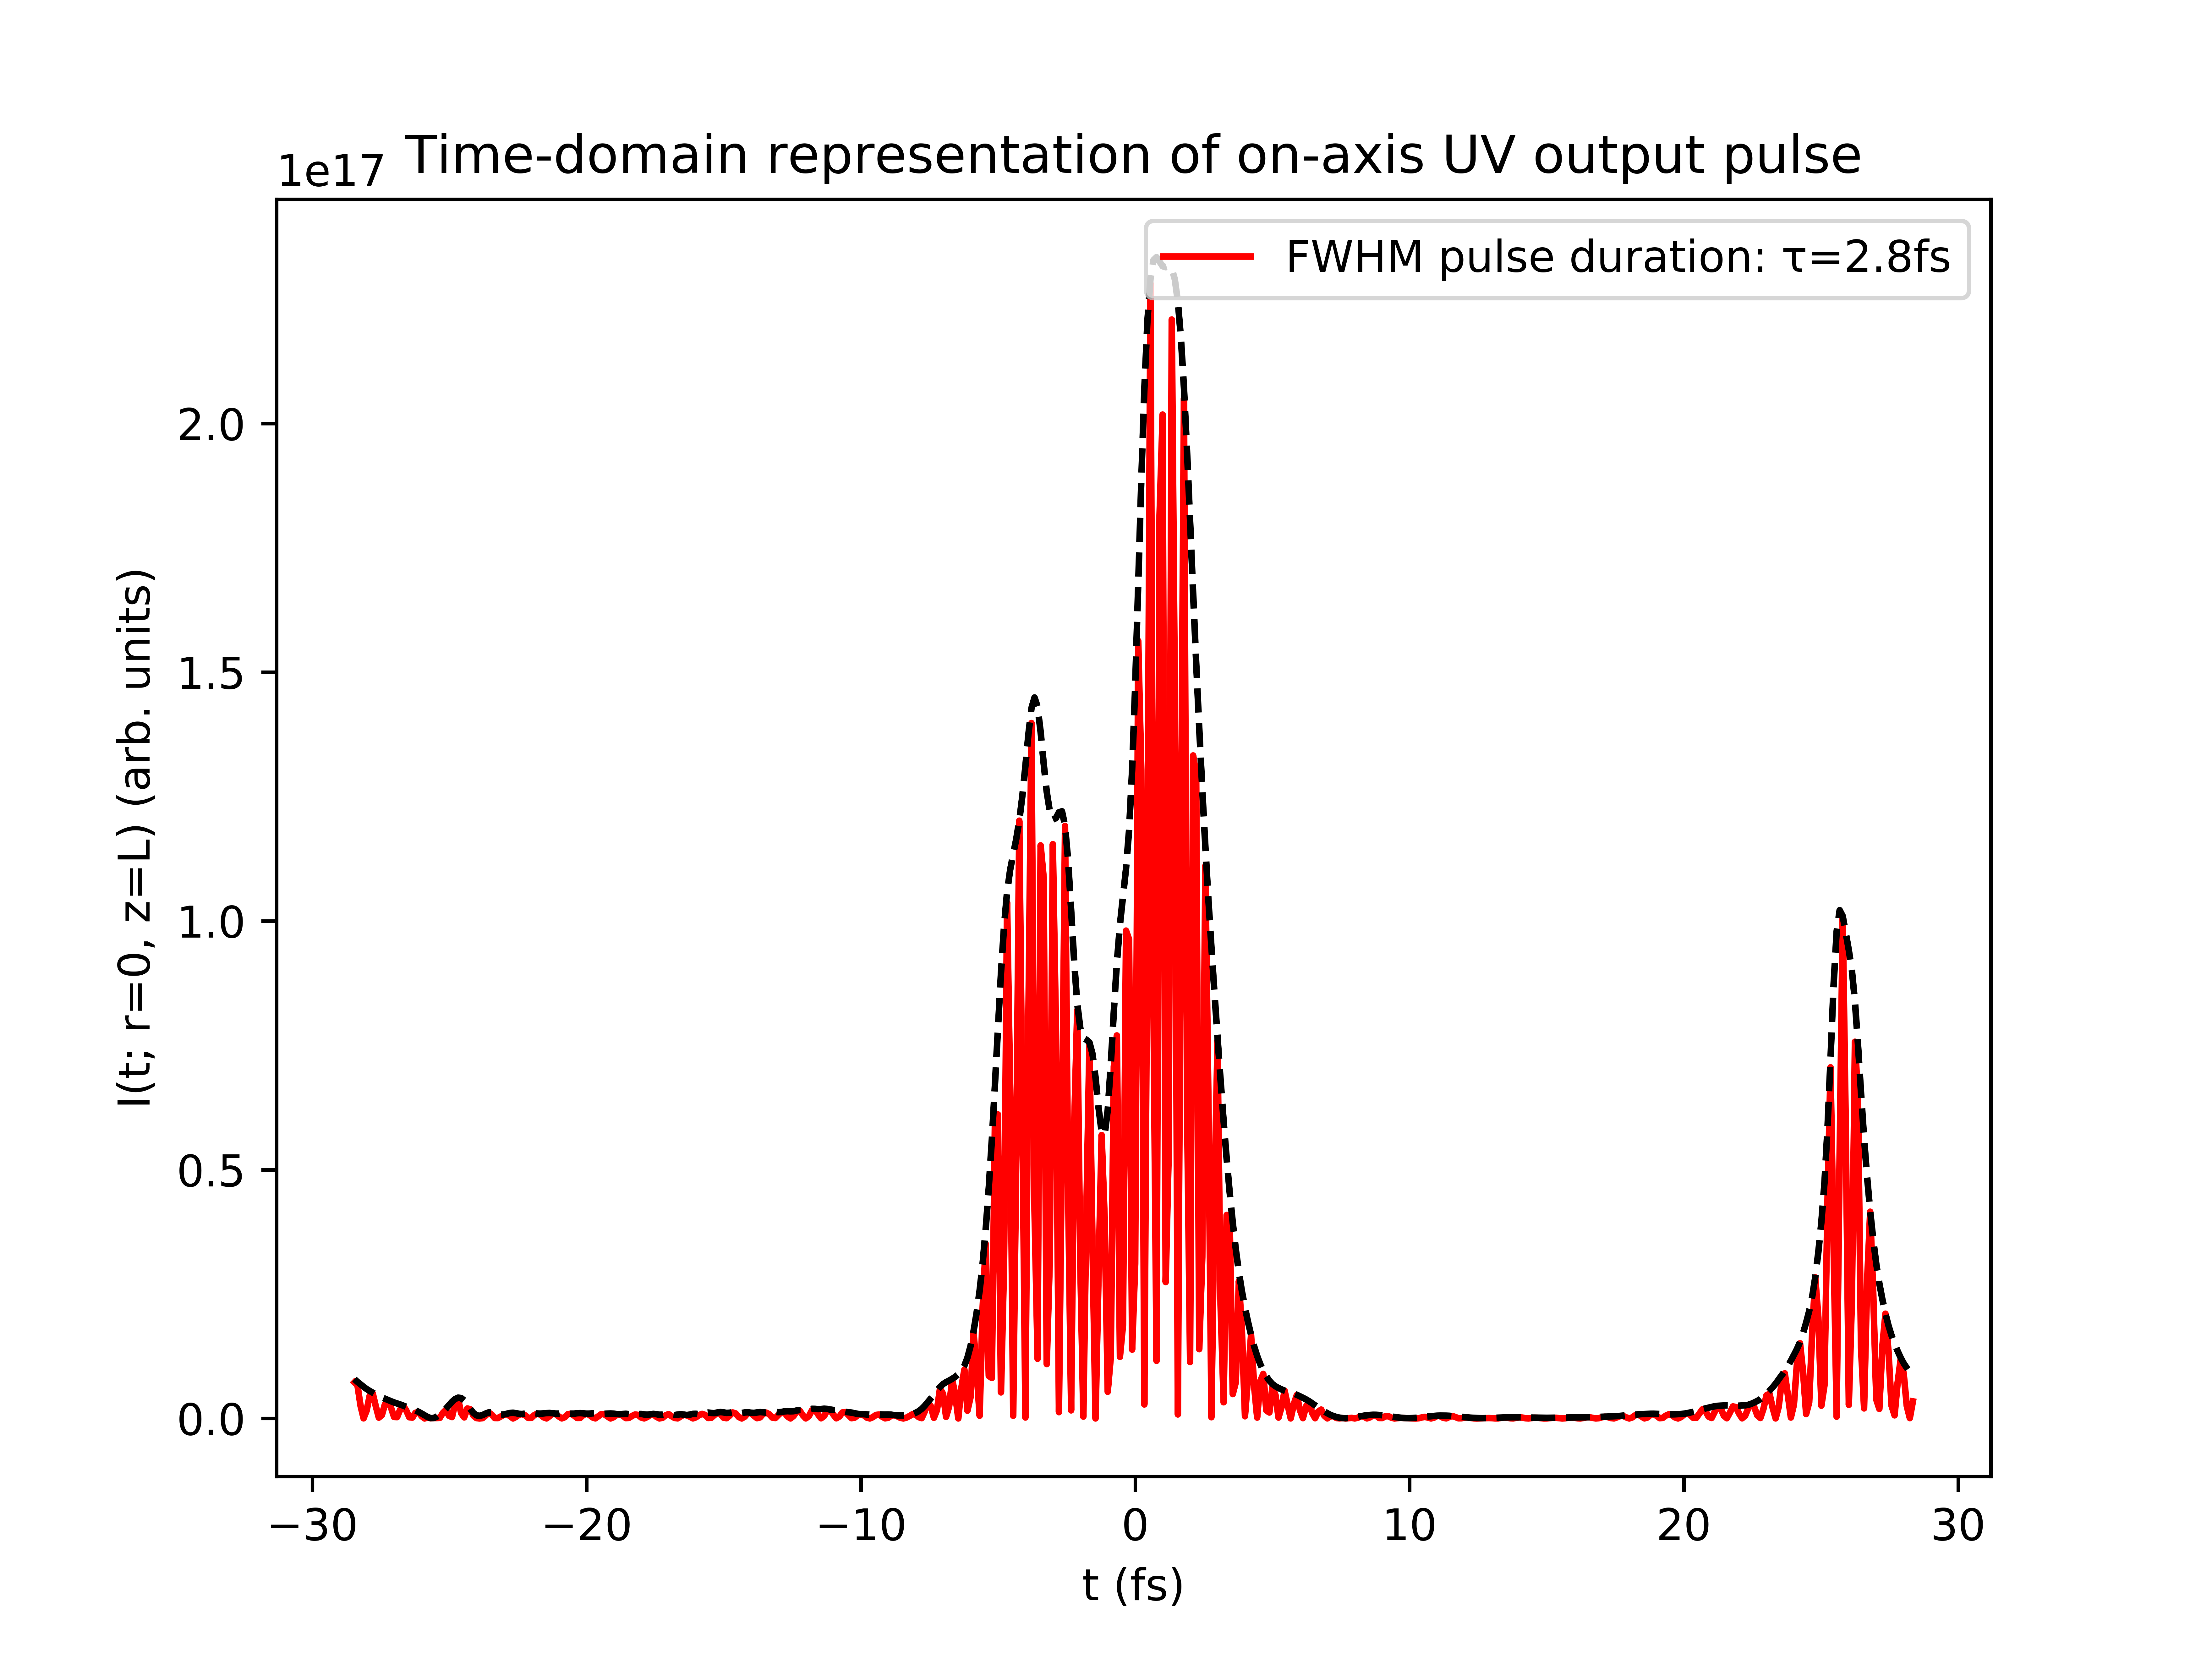 Time-domain representation of on-axis UV output pulse
1e17
FWHM pulse duration: τ=2.8fs
I(t; r=0, z=L) (arb. units)
2.0
1.5
1.0
0.5
0.0
−30 −20 −10 0 10 20 30
t (fs)